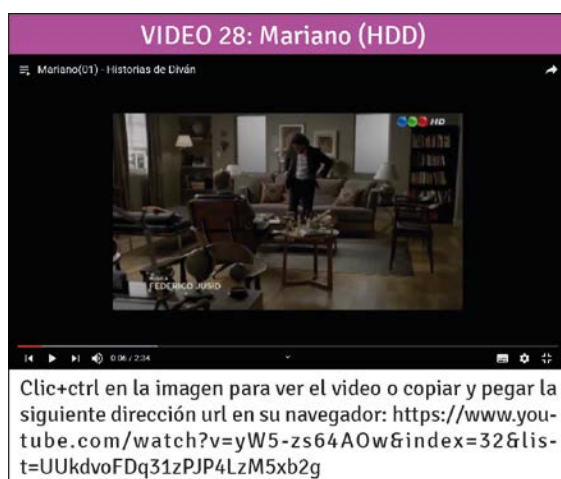 VIDEO 28: Mariano (HDD)
Mariano(01) - Historias de Diván
HD
FEDERICO JUSID
0:06 / 2:34
Clic+ctrl en la imagen para ver el video o copiar y pegar la
siguiente dirección url en su navegador: https://www.you-
tube.com/watch?v=yW5-zs64AOw&index=32&lis-
t=UUkdvoFDq31zPJP4LzM5xb2g